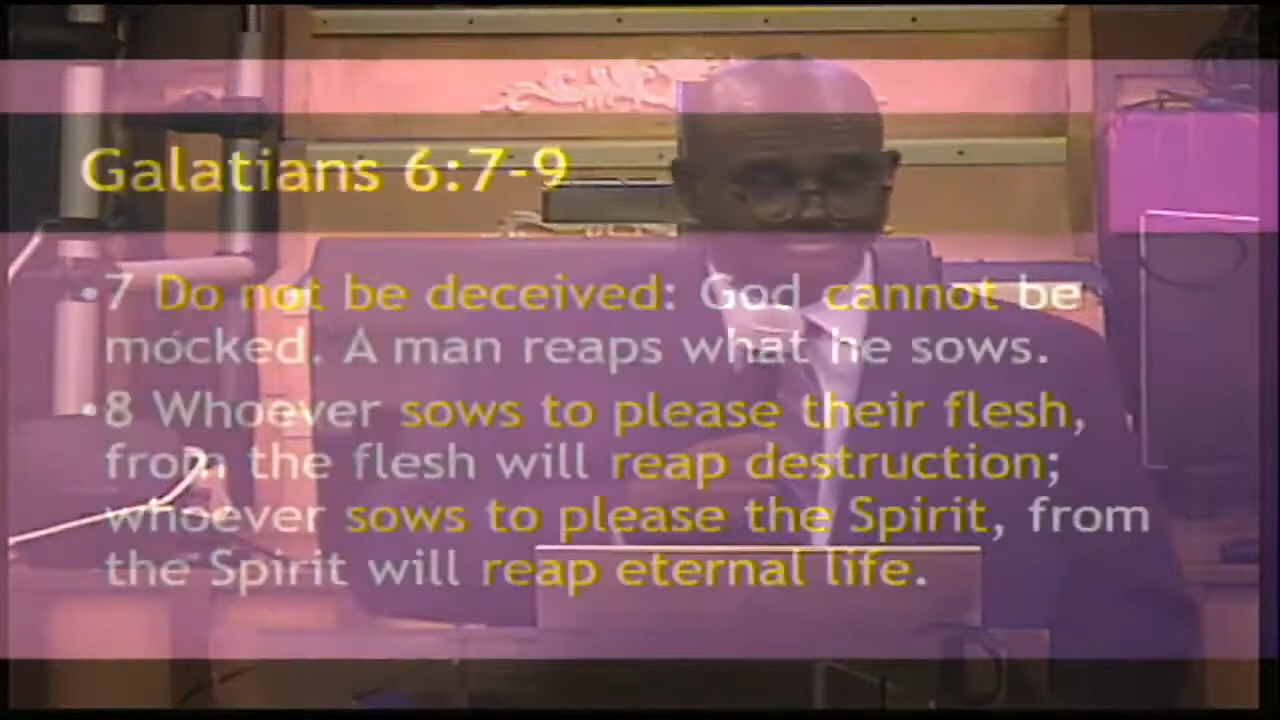 Galatians 6:7-9
•7 Do not be deceived: God cannot be
mocked. A man reaps what he sows.
•8 Whoever sows to please their flesh,
from the flesh will reap destruction;
whoever sows to please the Spirit, from
the Spirit will reap eternal life.